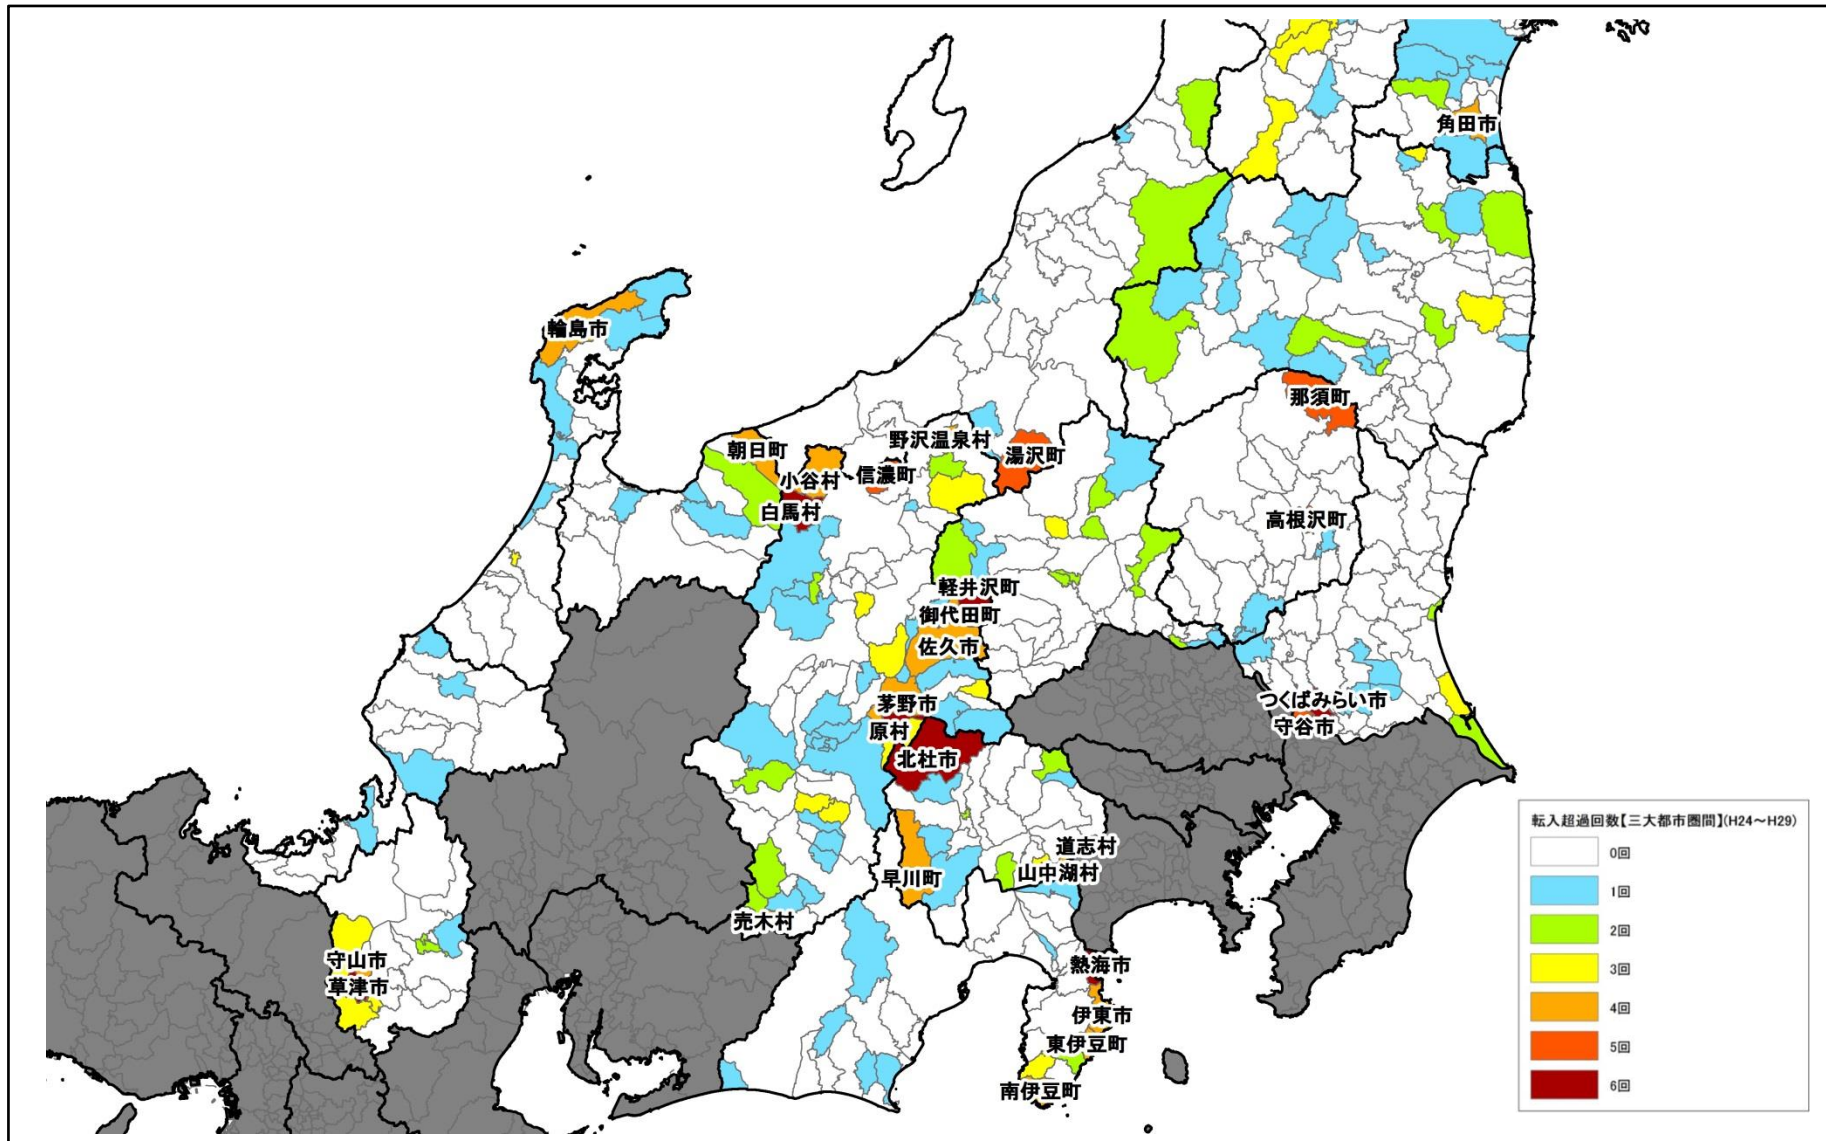 角田市
輪島市
那須町
朝日町
野沢温泉村
湯沢町
小谷村
信濃町
白馬村
高根沢町
軽井沢町
御代田町
佐久市
茅野市
つくばみらい市
守谷市
原村
北杜市
道志村
山中湖村
早川町
売木村
守山市
草津市
熱海市
伊東市
東伊豆町
南伊豆町
転入超過回数【三大都市圏間】(H24～H29)
0回
1回
2回
3回
4回
5回
6回